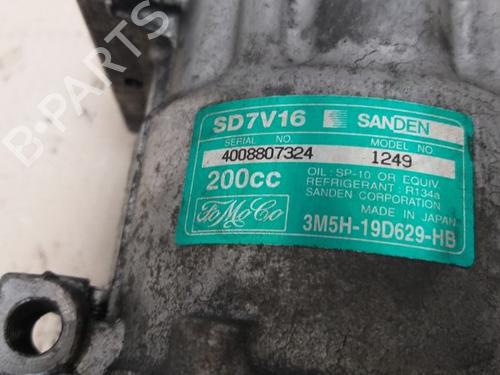 SD7V16 SANDEN
SERIAL NO. MODEL NO.
4008807324 1249
200cc
OIL: SP-10 OR EQUIV.
REFRIGERANT: R134a
SANDEN CORPORATION
MADE IN JAPAN
FoMoCo
3M5H-19D629-HB